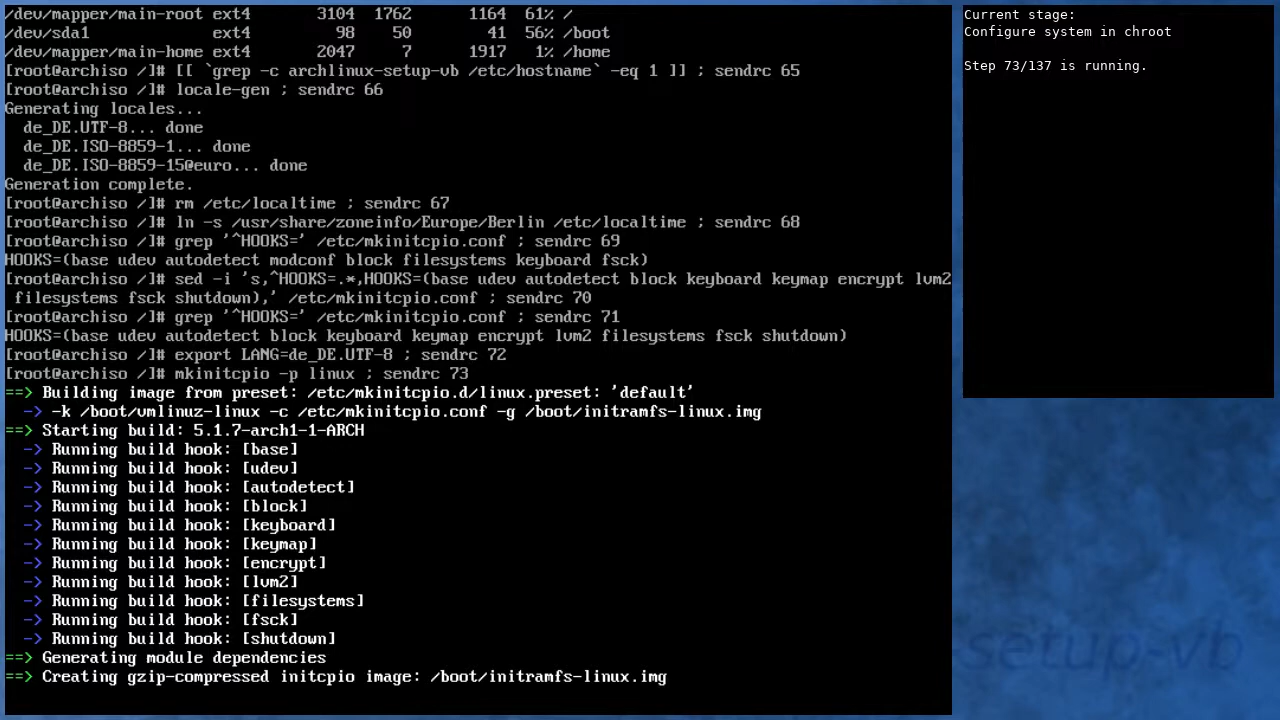 /dev/mapper/main-root ext4       3104  1762      1164  61% /
/dev/sda1             ext4         98    50        41  56% /boot
/dev/mapper/main-home ext4       2047     7      1917   1% /home
[root@archiso /]# [[ `grep -c archlinux-setup-vb /etc/hostname` -eq 1 ]] ; sendrc 65
[root@archiso /]# locale-gen ; sendrc 66
Generating locales...
  de_DE.UTF-8... done
  de_DE.ISO-8859-1... done
  de_DE.ISO-8859-15@euro... done
Generation complete.
[root@archiso /]# rm /etc/localtime ; sendrc 67
[root@archiso /]# ln -s /usr/share/zoneinfo/Europe/Berlin /etc/localtime ; sendrc 68
[root@archiso /]# grep '^HOOKS=' /etc/mkinitcpio.conf ; sendrc 69
HOOKS=(base udev autodetect modconf block filesystems keyboard fsck)
[root@archiso /]# sed -i 's,^HOOKS=.*,HOOKS=(base udev autodetect block keyboard keymap encrypt lvm2
 filesystems fsck shutdown),' /etc/mkinitcpio.conf ; sendrc 70
[root@archiso /]# grep '^HOOKS=' /etc/mkinitcpio.conf ; sendrc 71
HOOKS=(base udev autodetect block keyboard keymap encrypt lvm2 filesystems fsck shutdown)
[root@archiso /]# export LANG=de_DE.UTF-8 ; sendrc 72
[root@archiso /]# mkinitcpio -p linux ; sendrc 73
==> Building image from preset: /etc/mkinitcpio.d/linux.preset: 'default'
  -> -k /boot/vmlinuz-linux -c /etc/mkinitcpio.conf -g /boot/initramfs-linux.img
==> Starting build: 5.1.7-arch1-1-ARCH
  -> Running build hook: [base]
  -> Running build hook: [udev]
  -> Running build hook: [autodetect]
  -> Running build hook: [block]
  -> Running build hook: [keyboard]
  -> Running build hook: [keymap]
  -> Running build hook: [encrypt]
  -> Running build hook: [lvm2]
  -> Running build hook: [filesystems]
  -> Running build hook: [fsck]
  -> Running build hook: [shutdown]
==> Generating module dependencies
==> Creating gzip-compressed initcpio image: /boot/initramfs-linux.img
Current stage:
Configure system in chroot
Step 73/137 is running.
-setup-vb